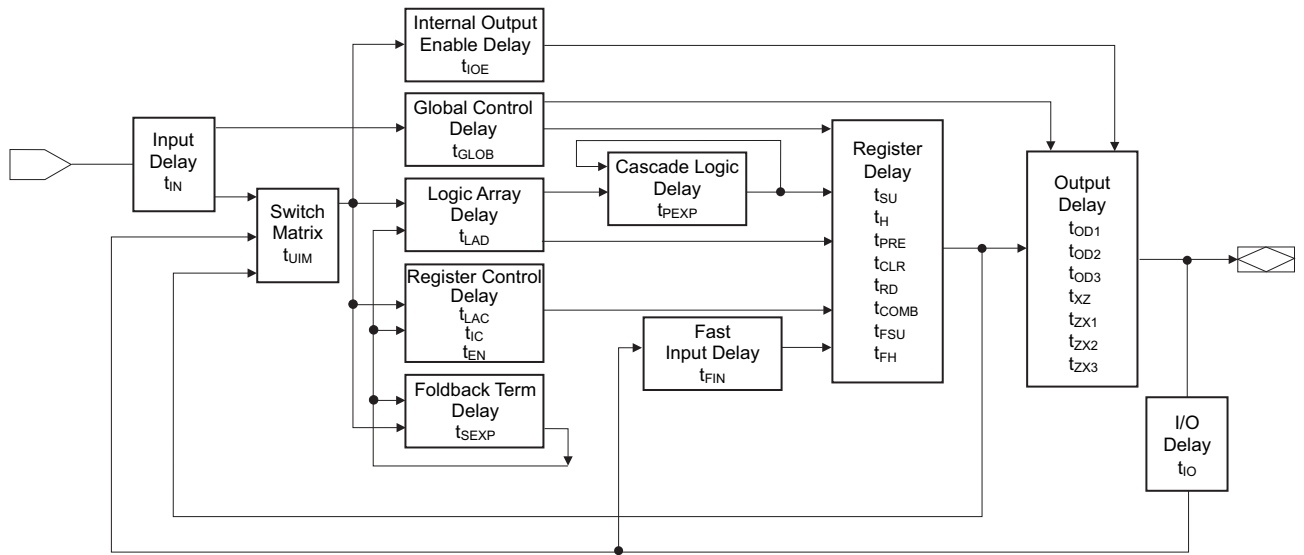 Internal Output
Enable Delay
tIOE
Global Control
Delay
tGLOB
Input
Delay
tIN
Switch
Matrix
tUIM
Logic Array
Delay
tLAD
Cascade Logic
Delay
tPEXP
Register Control
Delay
tLAC
tIC
tEN
Fast
Input Delay
tFIN
Foldback Term
Delay
tSEXP
Register
Delay
tSU
tH
tPRE
tCLR
tRD
tCOMB
tFSU
tFH
Output
Delay
tOD1
tOD2
tOD3
tXZ
tZX1
tZX2
tZX3
I/O
Delay
tIO